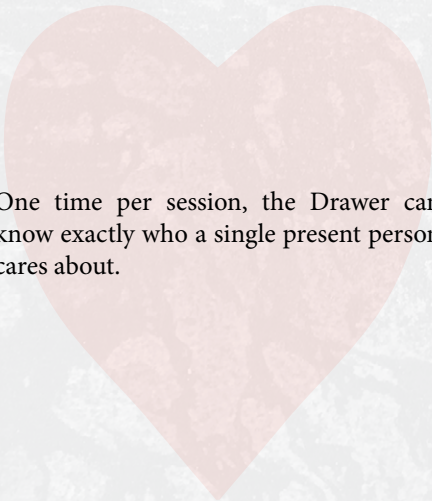 One time per session, the Drawer can
know exactly who a single present person
cares about.